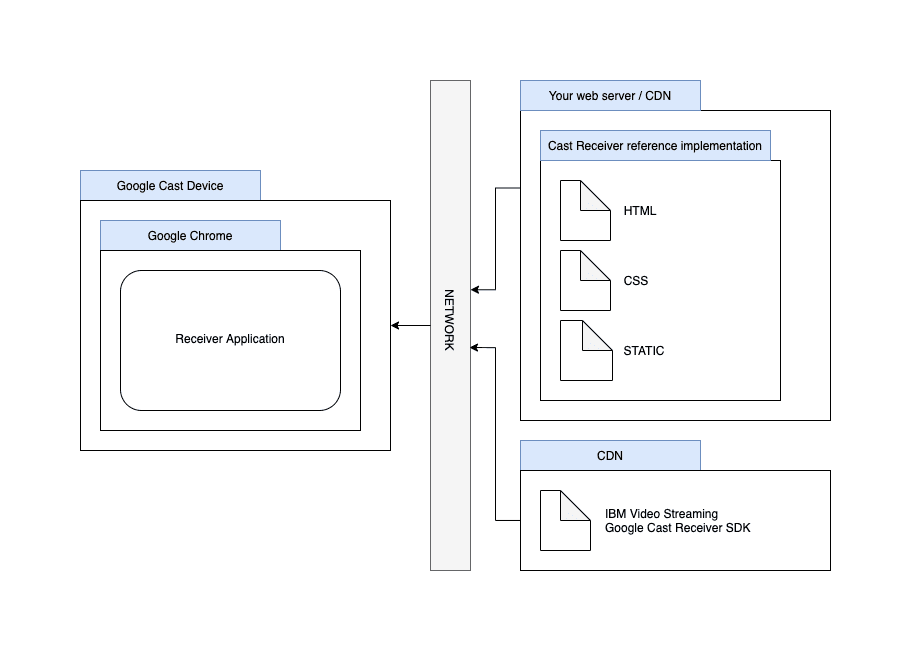 Google Cast Device
Google Chrome
Receiver Application
NETWORK
Your web server / CDN
Cast Receiver reference implementation
HTML
CSS
STATIC
CDN
IBM Video Streaming
Google Cast Receiver SDK